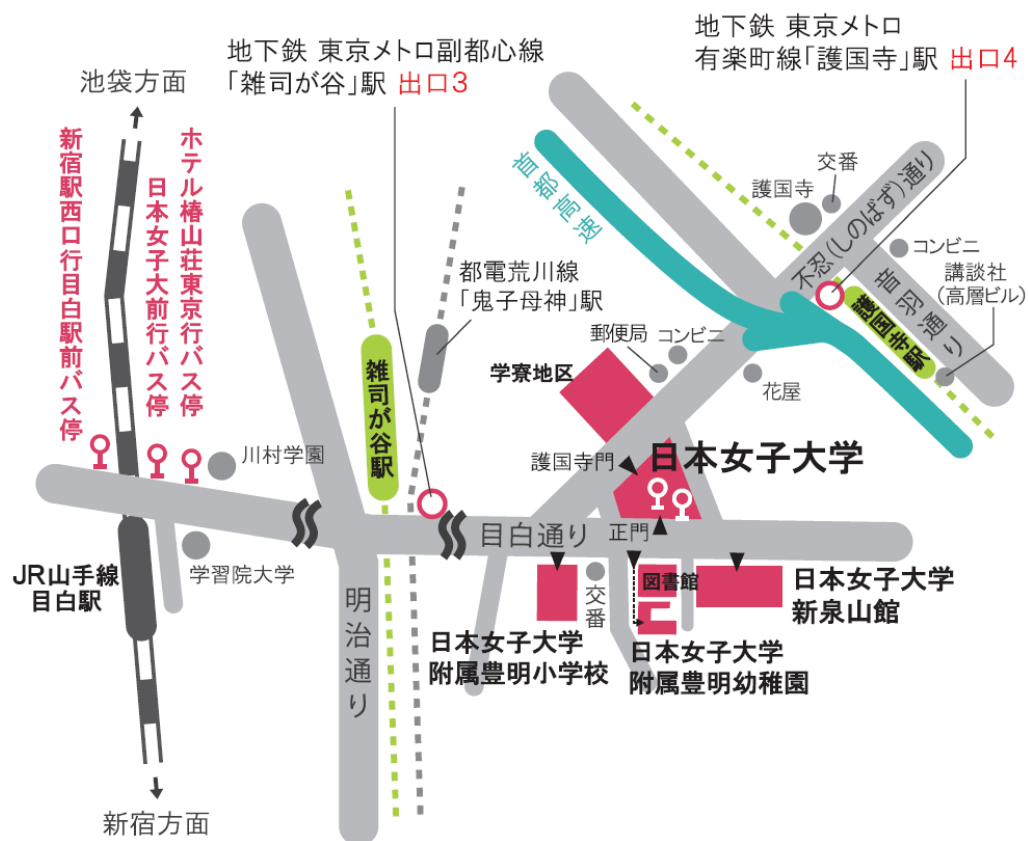 地下鉄 東京メトロ副都心線
「雑司が谷」駅 出口3
地下鉄 東京メトロ
有楽町線「護国寺」駅 出口4
池袋方面
新宿駅西口行目白駅前バス停
日本女子大前行バス停
ホテル椿山荘東京行バス停
首都高速
交番
護国寺
不忍(しのばず)通り
コンビニ
講談社
(高層ビル)
音羽通り
護国寺駅
都電荒川線
「鬼子母神」駅
郵便局
コンビニ
学寮地区
花屋
雑司が谷駅
川村学園
護国寺門
日本女子大学
目白通り
正門
学習院大学
JR山手線
目白駅
明治通り
交番
図書館
日本女子大学
新泉山館
日本女子大学
附属豊明小学校
日本女子大学
附属豊明幼稚園
新宿方面